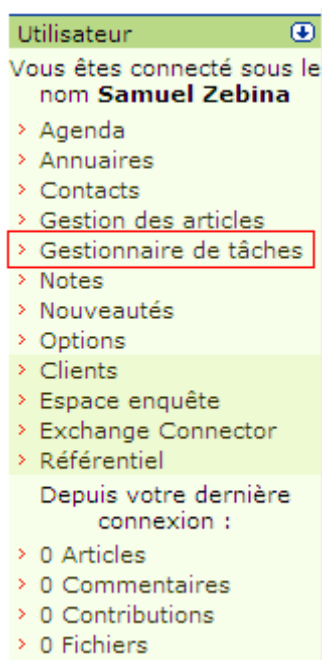 Utilisateur
Vous êtes connecté sous le
nom Samuel Zebina
Agenda
Annuaires
Contacts
Gestion des articles
Gestionnaire de tâches
Notes
Nouveautés
Options
Clients
Espace enquête
Exchange Connector
Référentiel
Depuis votre dernière
connexion :
0 Articles
0 Commentaires
0 Contributions
0 Fichiers